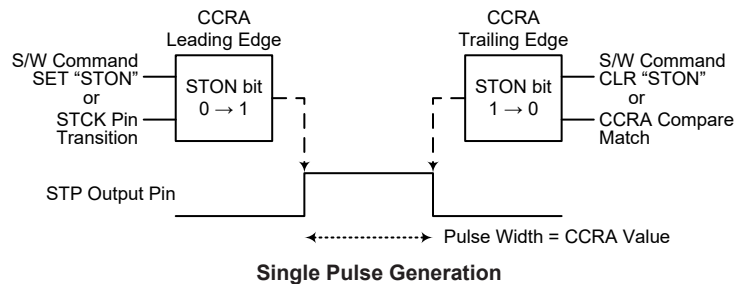 CCRA
Leading Edge
S/W Command
SET “STON”
or
STCK Pin
Transition
STON bit
0 → 1
CCRA
Trailing Edge
STON bit
1 → 0
S/W Command
CLR “STON”
or
CCRA Compare
Match
STP Output Pin
Pulse Width = CCRA Value
Single Pulse Generation